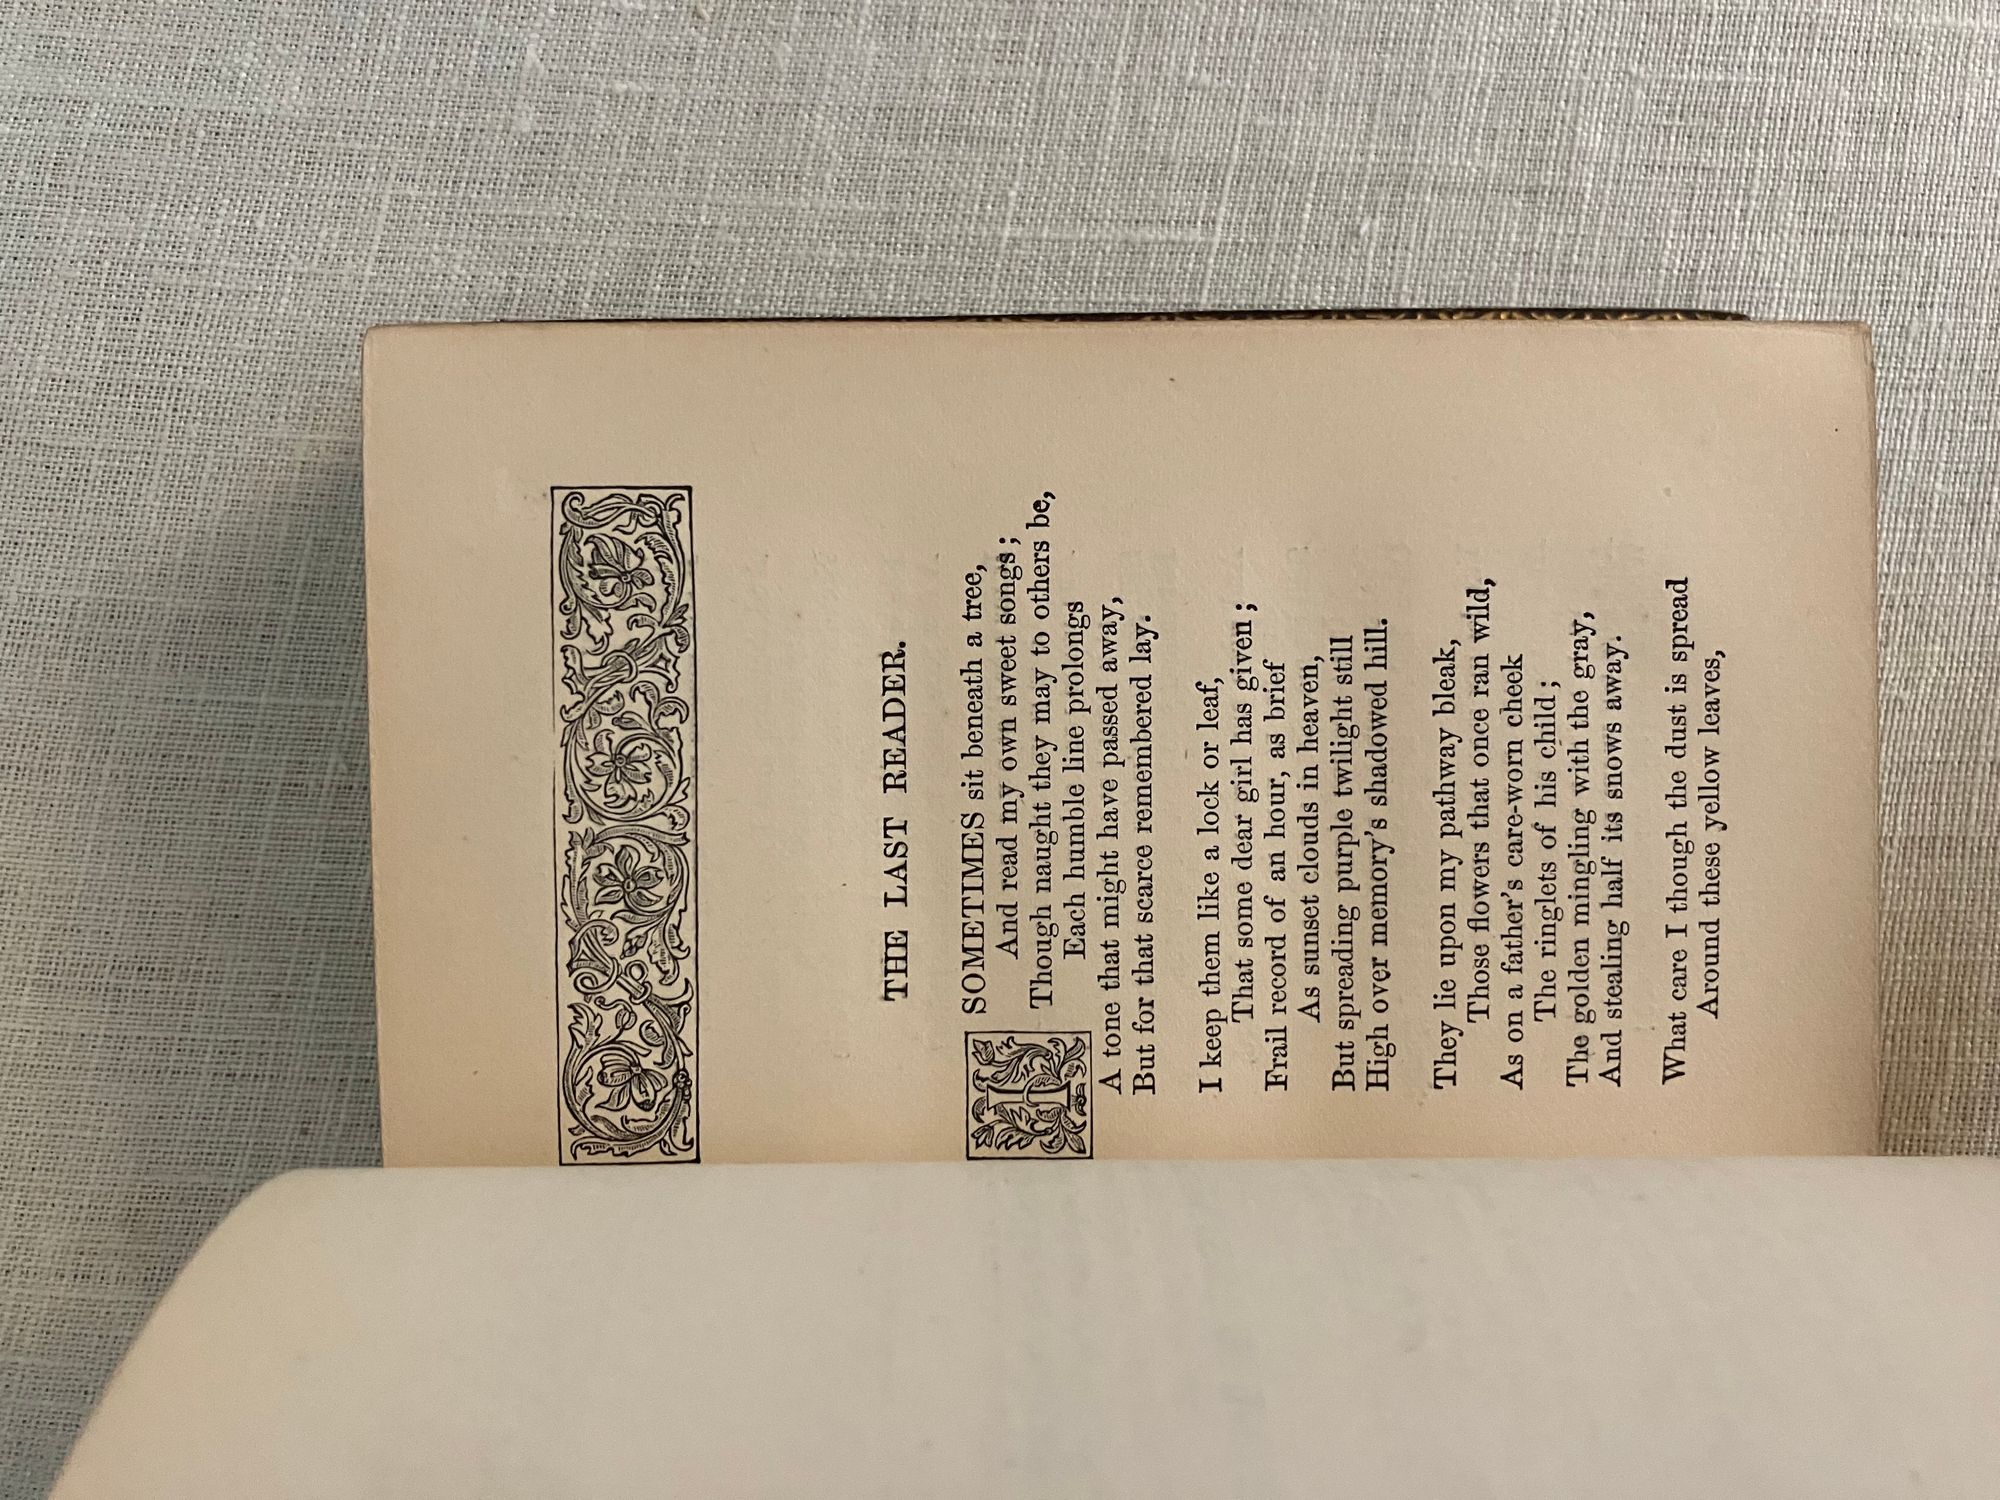 THE LAST READER.
I SOMETIMES sit beneath a tree,
And read my own sweet songs;
Though naught they may to others be,
Each humble line prolongs
A tone that might have passed away,
But for that scarce remembered lay.
I keep them like a lock or leaf,
That some dear girl has given;
Frail record of an hour, as brief
As sunset clouds in heaven,
But spreading purple twilight still
High over memory's shadowed hill.
They lie upon my pathway bleak,
Those flowers that once ran wild,
As on a father's care-worn cheek
The ringlets of his child;
The golden mingling with the gray,
And stealing half its snows away.
What care I though the dust is spread
Around these yellow leaves,